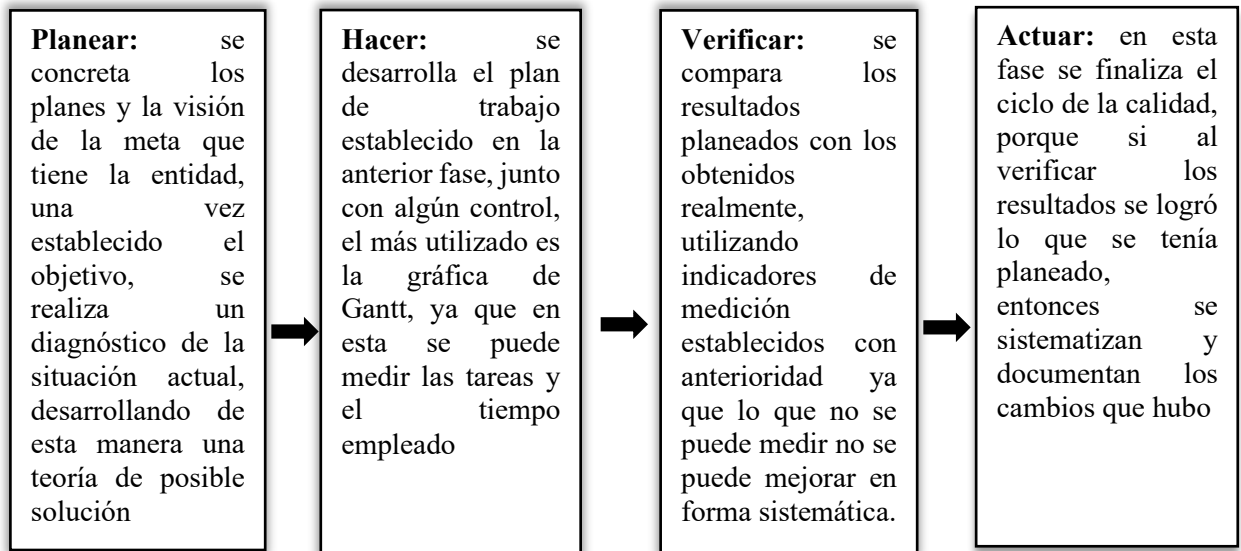 Planear: se
concreta los
planes y la visión
de la meta que
tiene la entidad,
una vez
establecido el
objetivo, se
realiza un
diagnóstico de la
situación actual,
desarrollando de
esta manera una
teoría de posible
solución
Hacer: se
desarrolla el plan
de trabajo
establecido en la
anterior fase, junto
con algún control,
el más utilizado es
la gráfica de
Gantt, ya que en
esta se puede
medir las tareas y
el tiempo
empleado
Verificar: se
compara los
resultados
planeados con los
obtenidos
realmente,
utilizando
indicadores de
medición
establecidos con
anterioridad ya
que lo que no se
puede medir no se
puede mejorar en
forma sistemática.
Actuar: en esta
fase se finaliza el
ciclo de la calidad,
porque si al
verificar los
resultados se logró
lo que se tenía
planeado,
entonces se
sistematizan y
documentan los
cambios que hubo